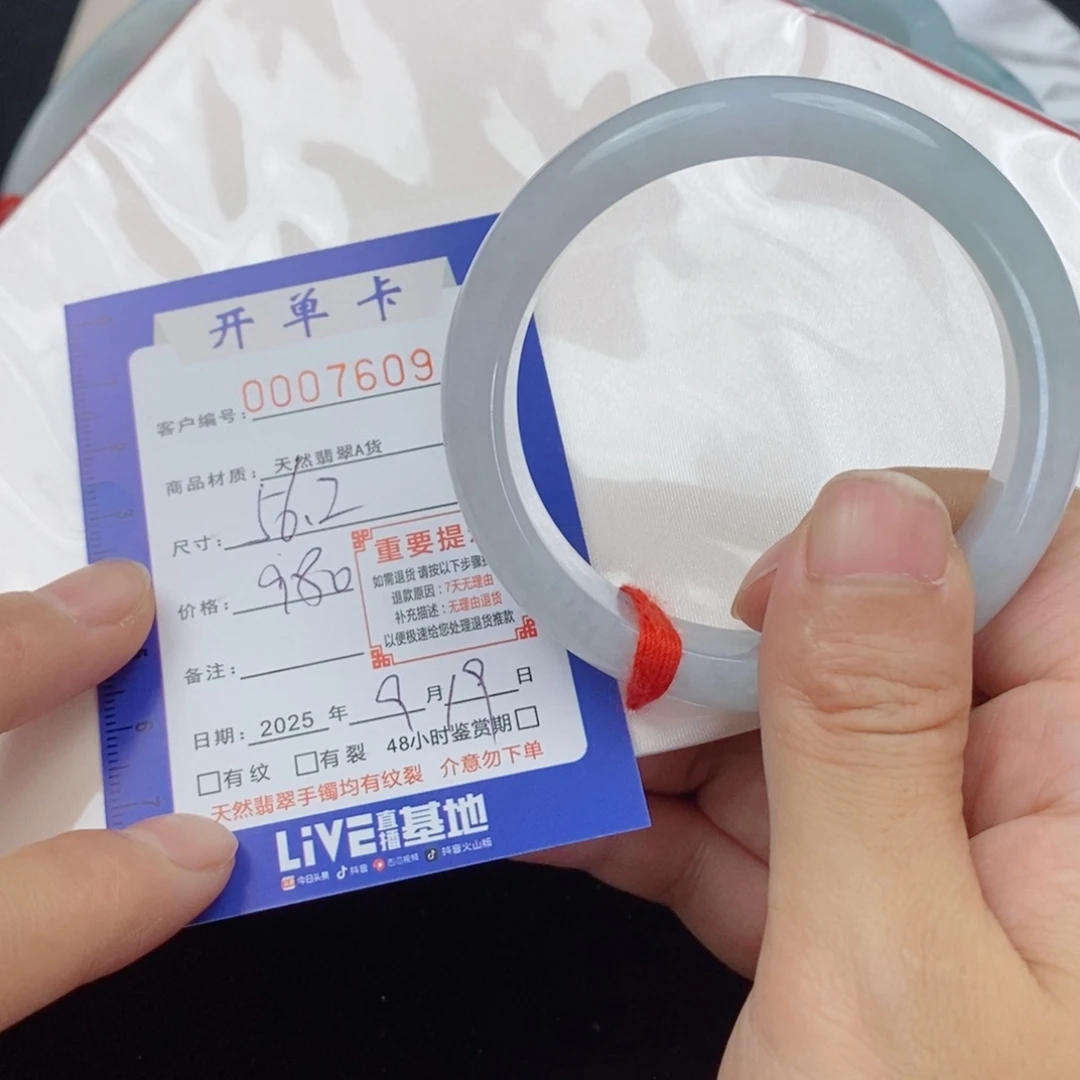 开单卡
客户编号: 0007609
商品材质: 天然翡翠A货
尺寸: 56.2
价格: 980
重要提
如需退货 请按以下步骤
退款原因: 7天无理由
补充描述: 无理由退货
以便极速给您处理退货推款
备注:
日期: 2025 年 9 月 19 日
□有纹 □有裂 48小时鉴赏期□
天然翡翠手镯均有纹裂 介意勿下单
LiVE直播基地
今日头条 抖音 西瓜视频 抖音火山版
6
7